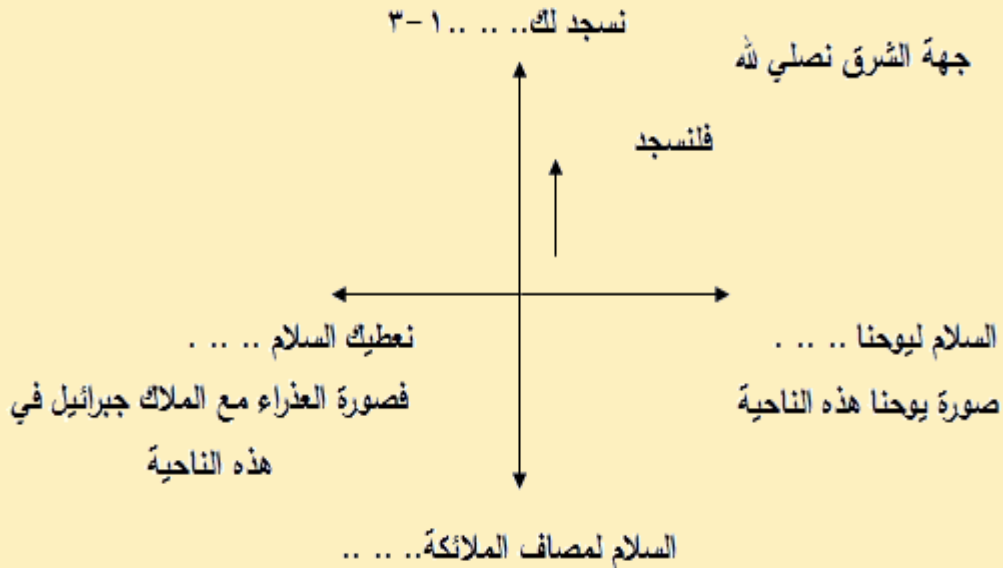 نسجد لك.. .. ..١-٣
جهة الشرق نصلي لله
فلنسجد
السلام ليوحنا .. .. .
صورة يوحنا هذه الناحية
نعطيك السلام .. .. .
فصورة العذراء مع الملاك جبرائيل في
هذه الناحية
السلام لمصاف الملائكة.. .. ..